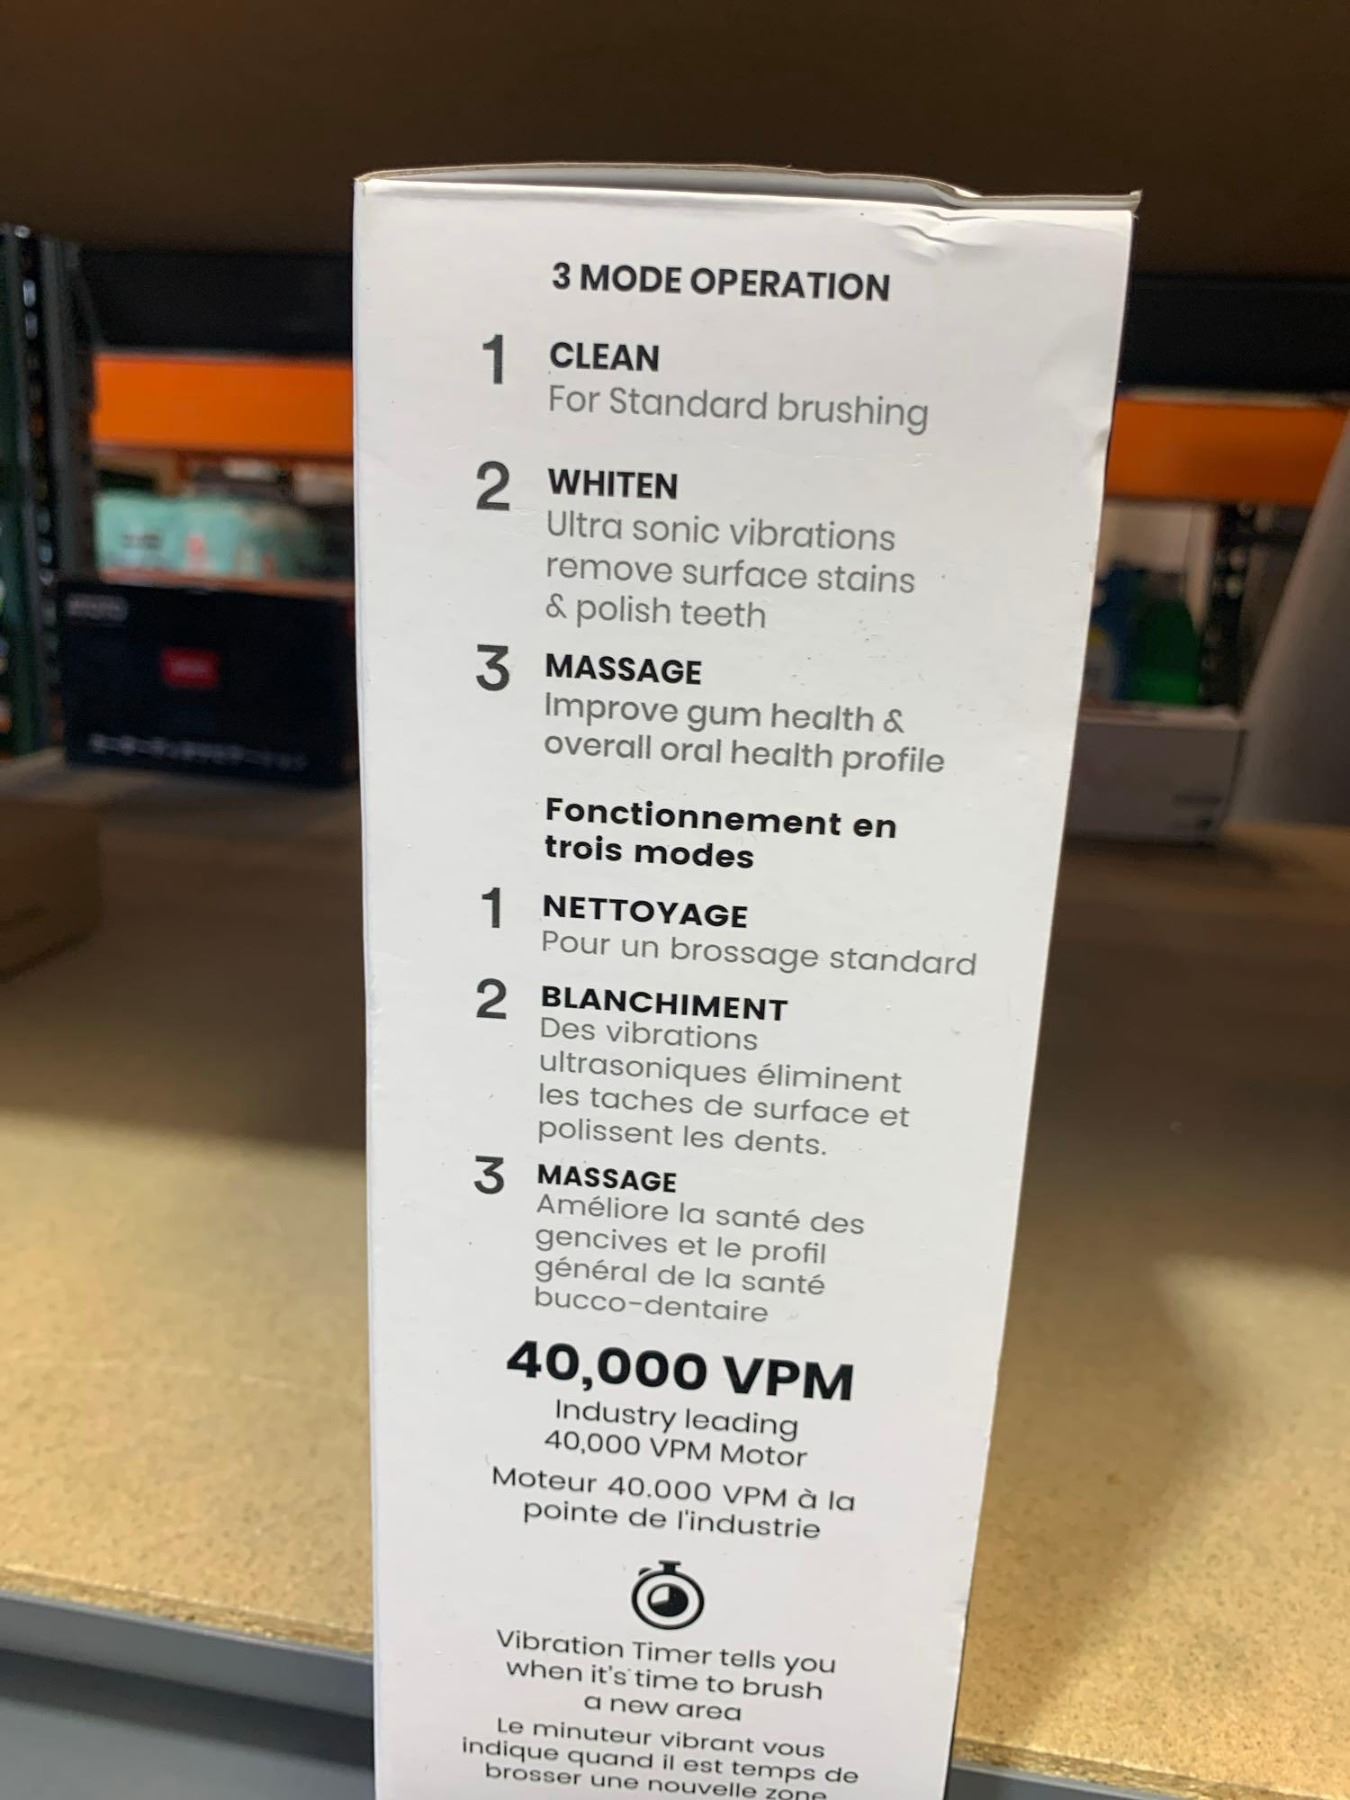 3 MODE OPERATION
1 CLEAN
For Standard brushing
2 WHITEN
Ultra sonic vibrations
remove surface stains
& polish teeth
3 MASSAGE
Improve gum health &
overall oral health profile
Fonctionnement en
trois modes
1 NETTOYAGE
Pour un brossage standard
2 BLANCHIMENT
Des vibrations
ultrasoniques éliminent
les taches de surface et
polissent les dents.
3 MASSAGE
Améliore la santé des
gencives et le profil
général de la santé
bucco-dentaire
40,000 VPM
Industry leading
40,000 VPM Motor
Moteur 40.000 VPM à la
pointe de l'industrie
Vibration Timer tells you
when it's time to brush
a new area
Le minuteur vibrant vous
indique quand il est temps de
brosser une nouvelle zone